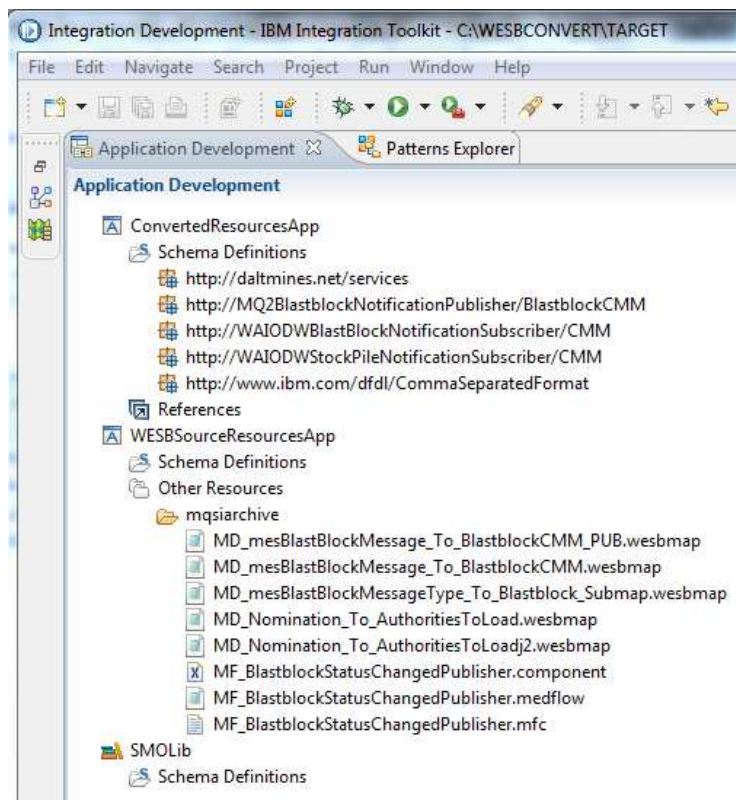 Integration Development - IBM Integration Toolkit - C:\WESBCONVERT\TARGET
File Edit Navigate Search Project Run Window Help
Application Development Patterns Explorer
Application Development
ConvertedResourcesApp
Schema Definitions
http://daltmines.net/services
http://MQ2BlastblockNotificationPublisher/BlastblockCMM
http://WAIODWBlastBlockNotificationSubscriber/CMM
http://WAIODWStockPileNotificationSubscriber/CMM
http://www.ibm.com/dfdl/CommaSeparatedFormat
References
WESBSourceResourcesApp
Schema Definitions
Other Resources
mqsiarchive
MD_mesBlastBlockMessage_To_BlastblockCMM_PUB.wesbmap
MD_mesBlastBlockMessage_To_BlastblockCMM.wesbmap
MD_mesBlastBlockMessageType_To_Blastblock_Submap.wesbmap
MD_Nomination_To_AuthoritiesToLoad.wesbmap
MD_Nomination_To_AuthoritiesToLoadj2.wesbmap
MF_BlastblockStatusChangedPublisher.component
MF_BlastblockStatusChangedPublisher.medflow
MF_BlastblockStatusChangedPublisher.mfc
SMOLib
Schema Definitions